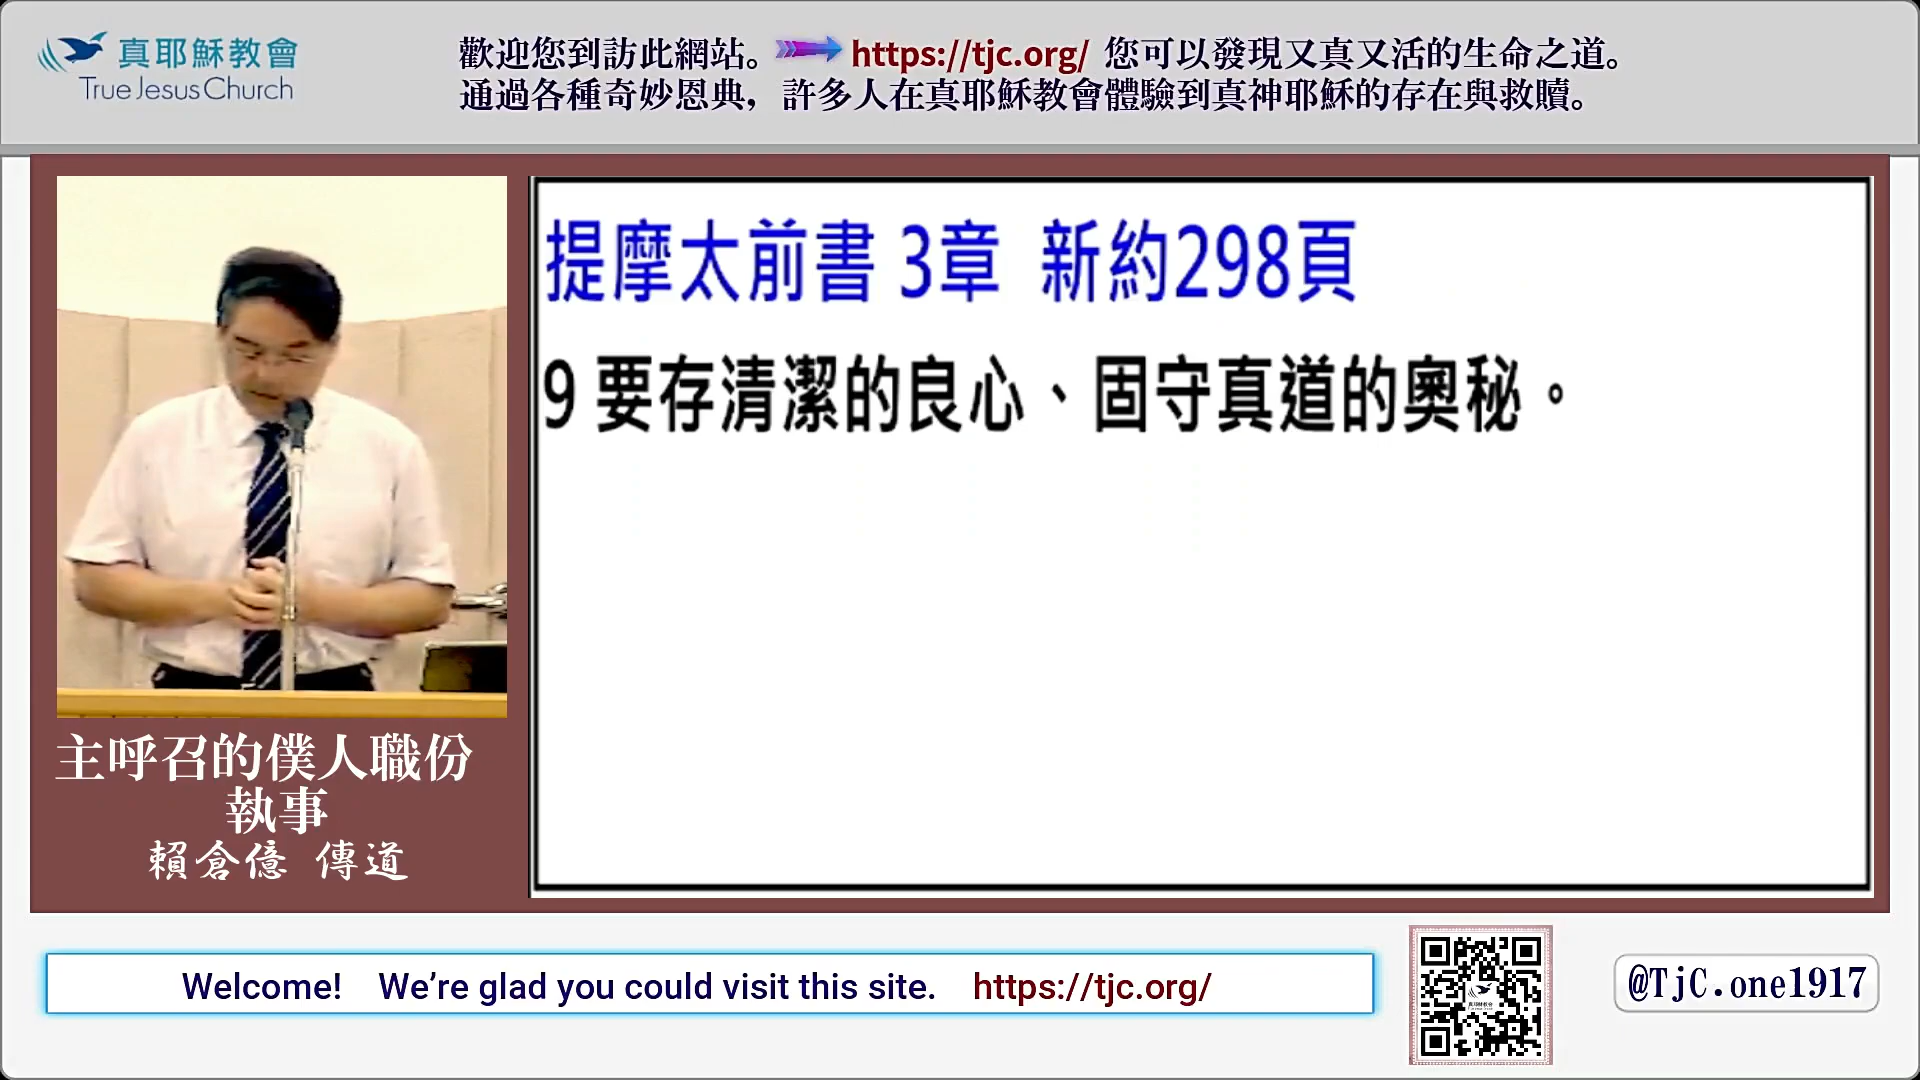 真耶穌教會
True Jesus Church
歡迎您到訪此網站。 https://tjc.org/ 您可以發現又真又活的生命之道。
通過各種奇妙恩典，許多人在真耶穌教會體驗到真神耶穌的存在與救贖。
提摩太前書 3章 新約298頁
9 要存清潔的良心、固守真道的奧秘。
主呼召的僕人職份
執事
賴倉億 傳道
Welcome! We’re glad you could visit this site. https://tjc.org/
@TjC.one1917